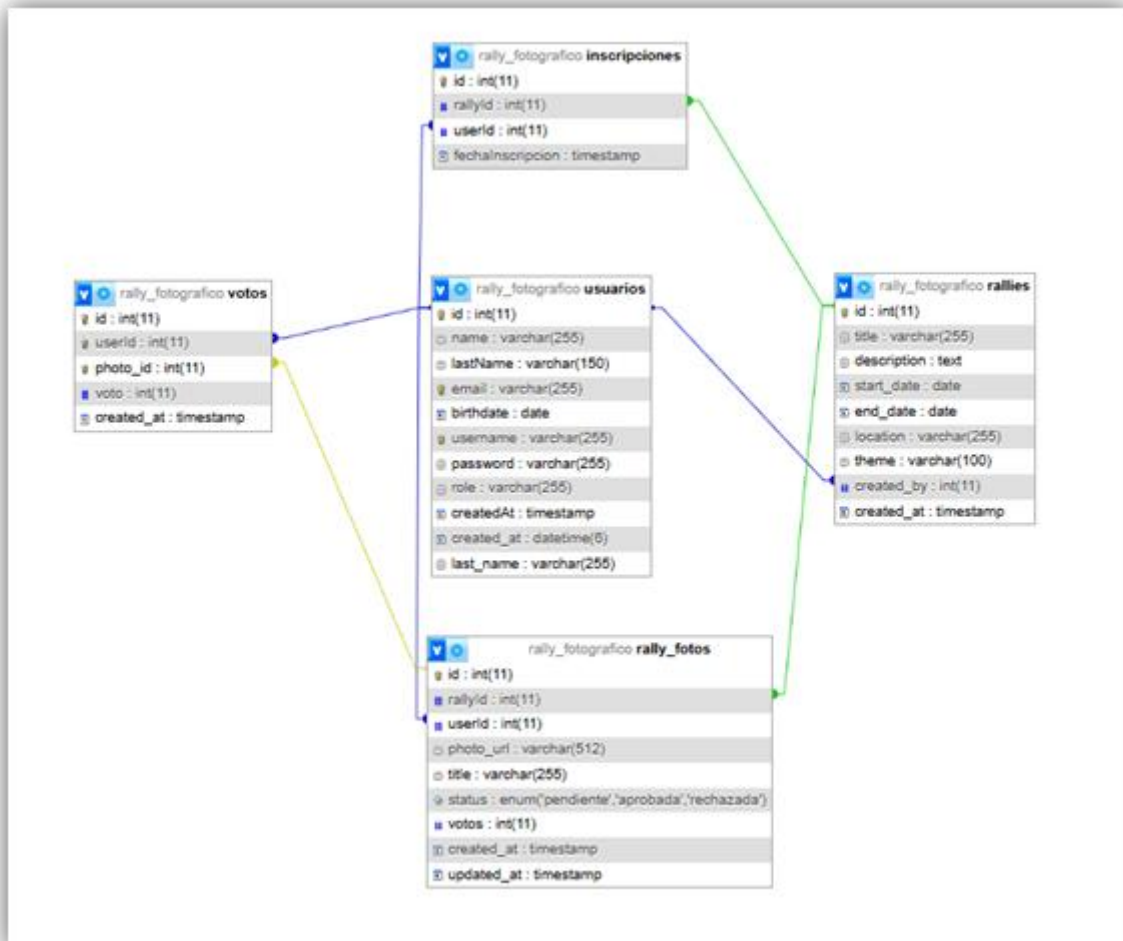 rally_fotografico inscripciones
id : int(11)
rallyId : int(11)
userId : int(11)
fechaInscripcion : timestamp
rally_fotografico votos
id : int(11)
userId : int(11)
photo_id : int(11)
voto : int(11)
created_at : timestamp
rally_fotografico usuarios
id : int(11)
name : varchar(255)
lastName : varchar(150)
email : varchar(255)
birthdate : date
username : varchar(255)
password : varchar(255)
role : varchar(255)
createdAt : timestamp
created_at : datetime(6)
last_name : varchar(255)
rally_fotografico rallies
id : int(11)
title : varchar(255)
description : text
start_date : date
end_date : date
location : varchar(255)
theme : varchar(100)
created_by : int(11)
created_at : timestamp
rally_fotografico rally_fotos
id : int(11)
rallyId : int(11)
userId : int(11)
photo_url : varchar(512)
title : varchar(255)
status : enum('pendiente','aprobada','rechazada')
votos : int(11)
created_at : timestamp
updated_at : timestamp